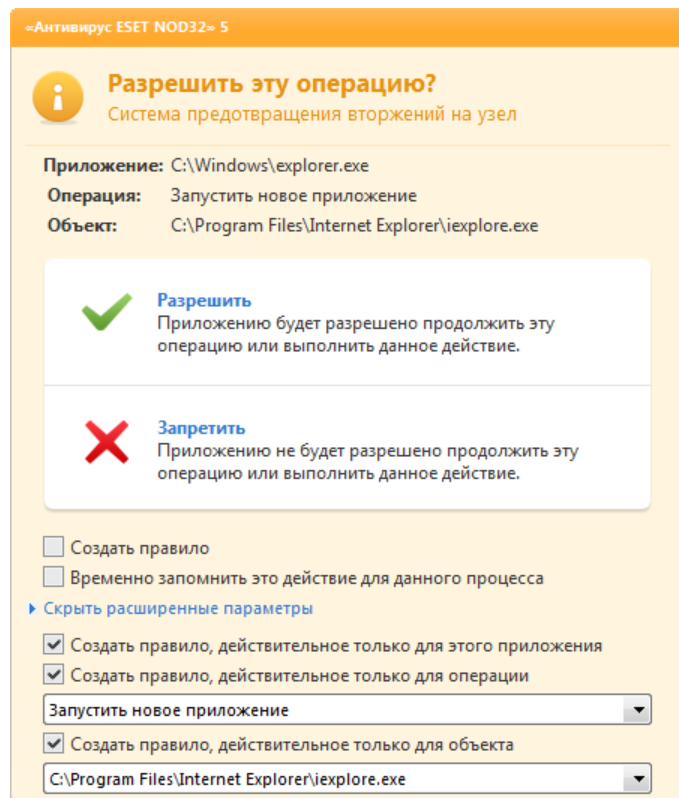 «Антивирус ESET NOD32» 5
Разрешить эту операцию?
Система предотвращения вторжений на узел
Приложение: C:\Windows\explorer.exe
Операция: Запустить новое приложение
Объект: C:\Program Files\Internet Explorer\iexplore.exe
Разрешить
Приложению будет разрешено продолжить эту
операцию или выполнить данное действие.
Запретить
Приложению не будет разрешено продолжить эту
операцию или выполнить данное действие.
Создать правило
Временно запомнить это действие для данного процесса
Скрыть расширенные параметры
Создать правило, действительное только для этого приложения
Создать правило, действительное только для операции
Запустить новое приложение
Создать правило, действительное только для объекта
C:\Program Files\Internet Explorer\iexplore.exe